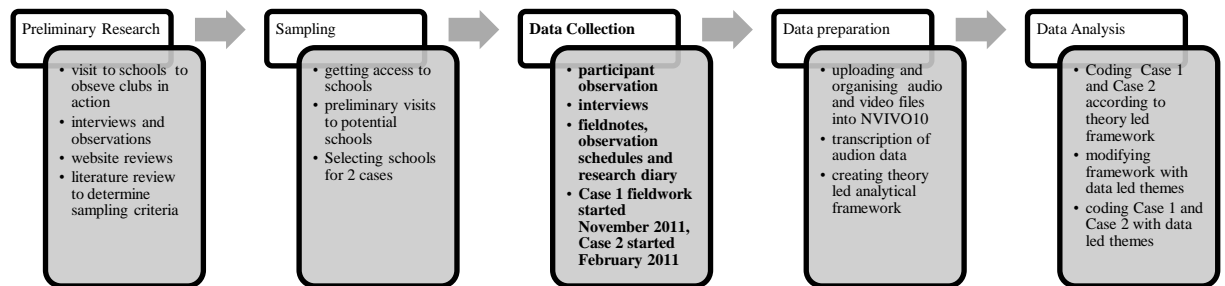 Preliminary Research
• visit to schools to
obseve clubs in
action
• interviews and
observations
• website reviews
• literature review
to determine
sampling criteria
Sampling
• getting access to
schools
• preliminary visits
to potential
schools
• Selecting schools
for 2 cases
Data Collection
• participant
observation
• interviews
• fieldnotes,
observation
schedules and
research diary
• Case 1 fieldwork
started
November 2011,
Case 2 started
February 2011
Data preparation
• uploading and
organising audio
and video files
into NVIVO10
• transcription of
audion data
• creating theory
led analytical
framework
Data Analysis
• Coding Case 1
and Case 2
according to
theory led
framework
• modifying
framework with
data led themes
• coding Case 1 and
Case 2 with data
led themes